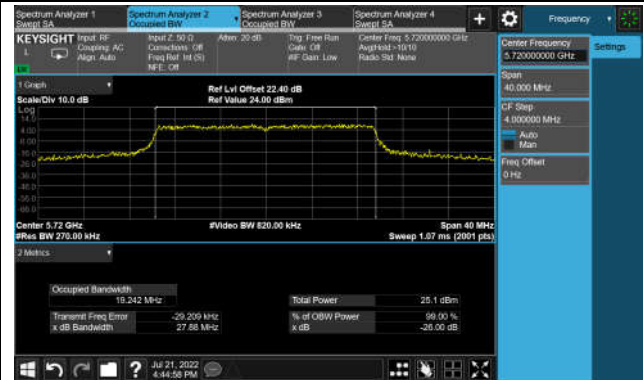 Spectrum Analyzer 1
Swept SA
Spectrum Analyzer 2
Occupied BW
Spectrum Analyzer 3
Occupied BW
Spectrum Analyzer 4
Swept SA
+
Frequency
KEYSIGHT
Input: RF
Coupling: AC
Align: Auto
Input Z: 50 Ω
Corrections: Off
Freq Ref: Int (S)
NFE: Off
Atten: 20 dB
Trig: Free Run
Gate: Off
#IF Gain: Low
Center Freq: 5.720000000 GHz
Avg|Hold:>10/10
Radio Std: None
Center Frequency
5.720000000 GHz
Settings
Span
40.000 MHz
CF Step
4.000000 MHz
Auto
Man
Freq Offset
0 Hz
1 Graph
Scale/Div 10.0 dB
Ref Lvl Offset 22.40 dB
Ref Value 24.00 dBm
Log
14.0
4.00
-6.00
-16.0
-26.0
-36.0
-46.0
-56.0
-66.0
Center 5.72 GHz
#Res BW 270.00 kHz
#Video BW 820.00 kHz
Span 40 MHz
Sweep 1.07 ms (2001 pts)
2 Metrics
Occupied Bandwidth
19.242 MHz
Total Power
25.1 dBm
Transmit Freq Error
-29.209 kHz
% of OBW Power
99.00 %
x dB Bandwidth
27.88 MHz
x dB
-26.00 dB
?
Jul 21, 2022
4:44:58 PM